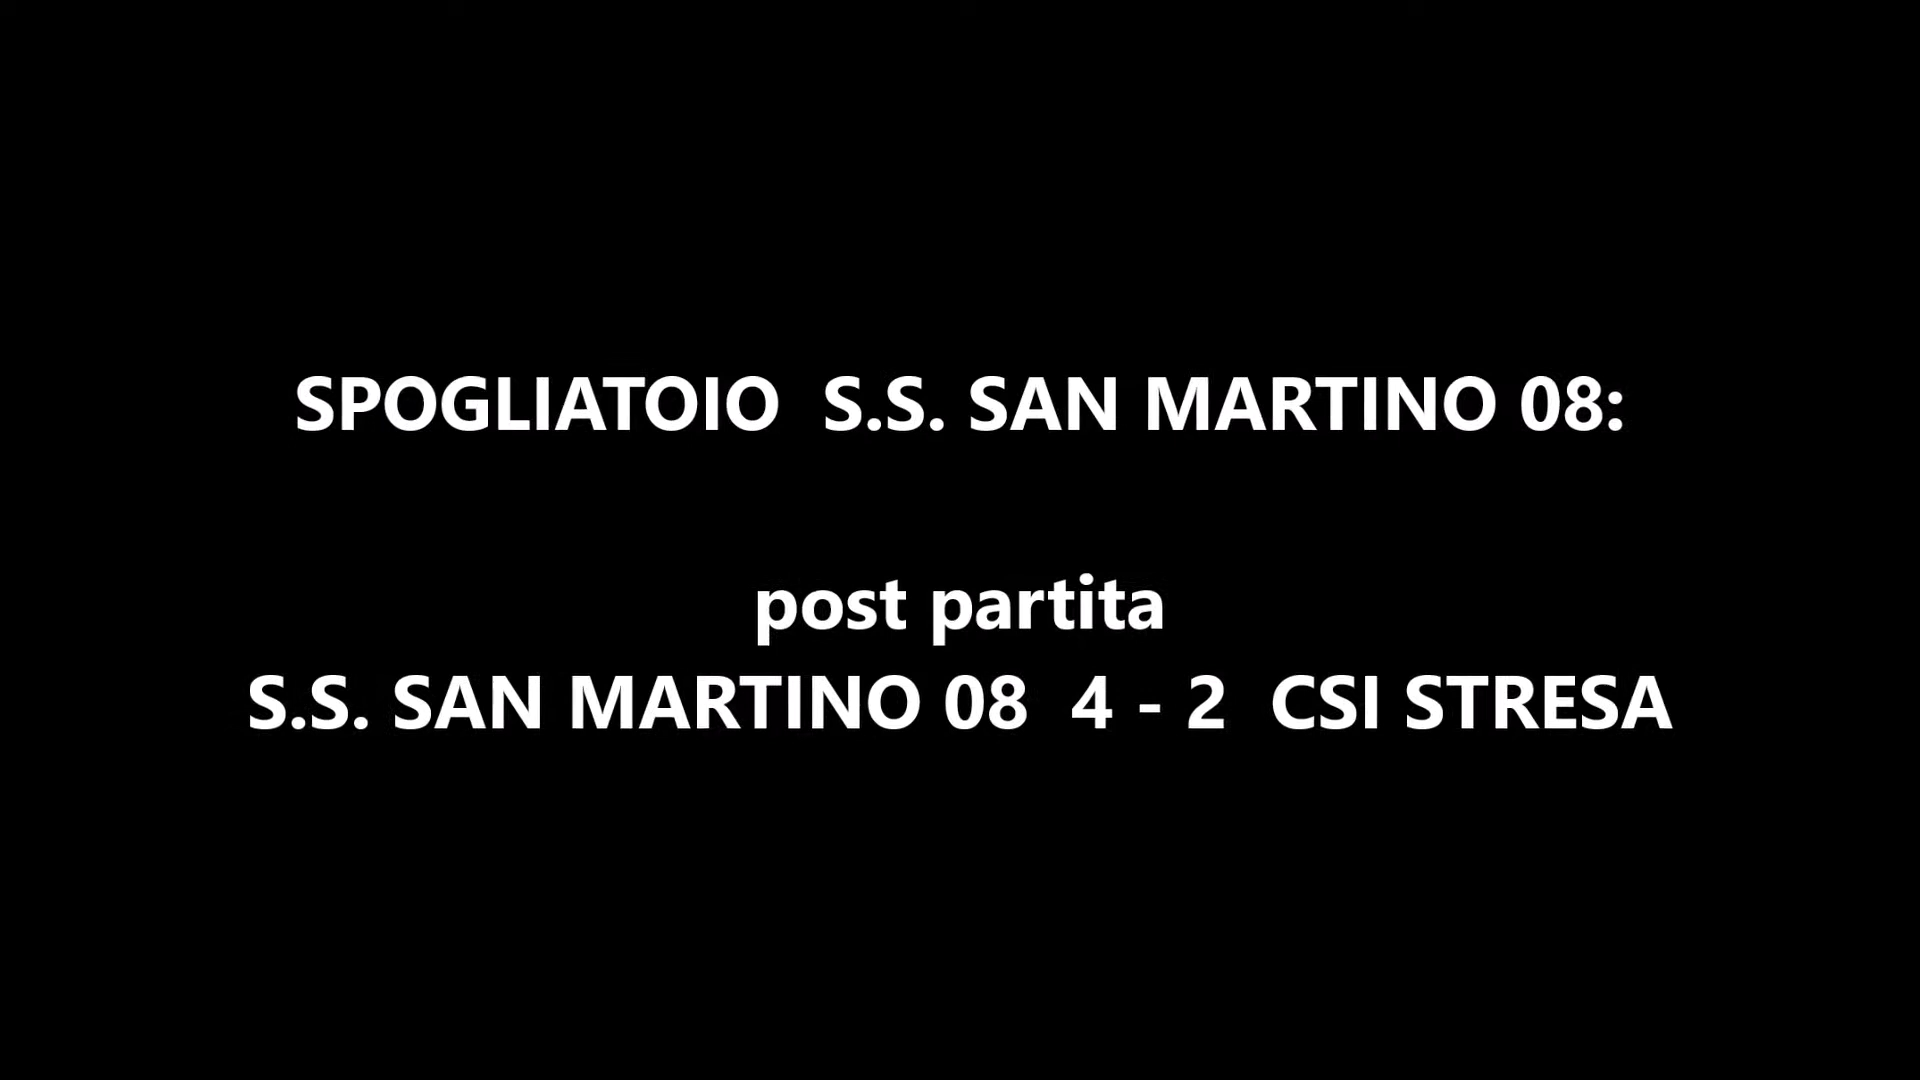 SPOGLIATOIO  S.S. SAN MARTINO 08:
post partita
S.S. SAN MARTINO 08  4 - 2  CSI STRESA